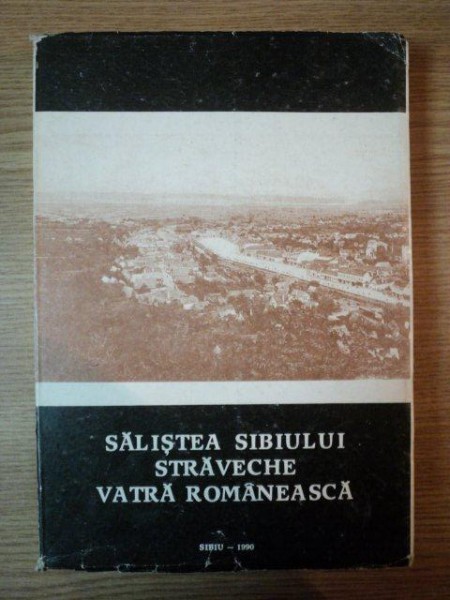 SĂLIȘTEA SIBIULUI
STRĂVECHE
VATRĂ ROMÂNEASCĂ
SIBIU — 1990